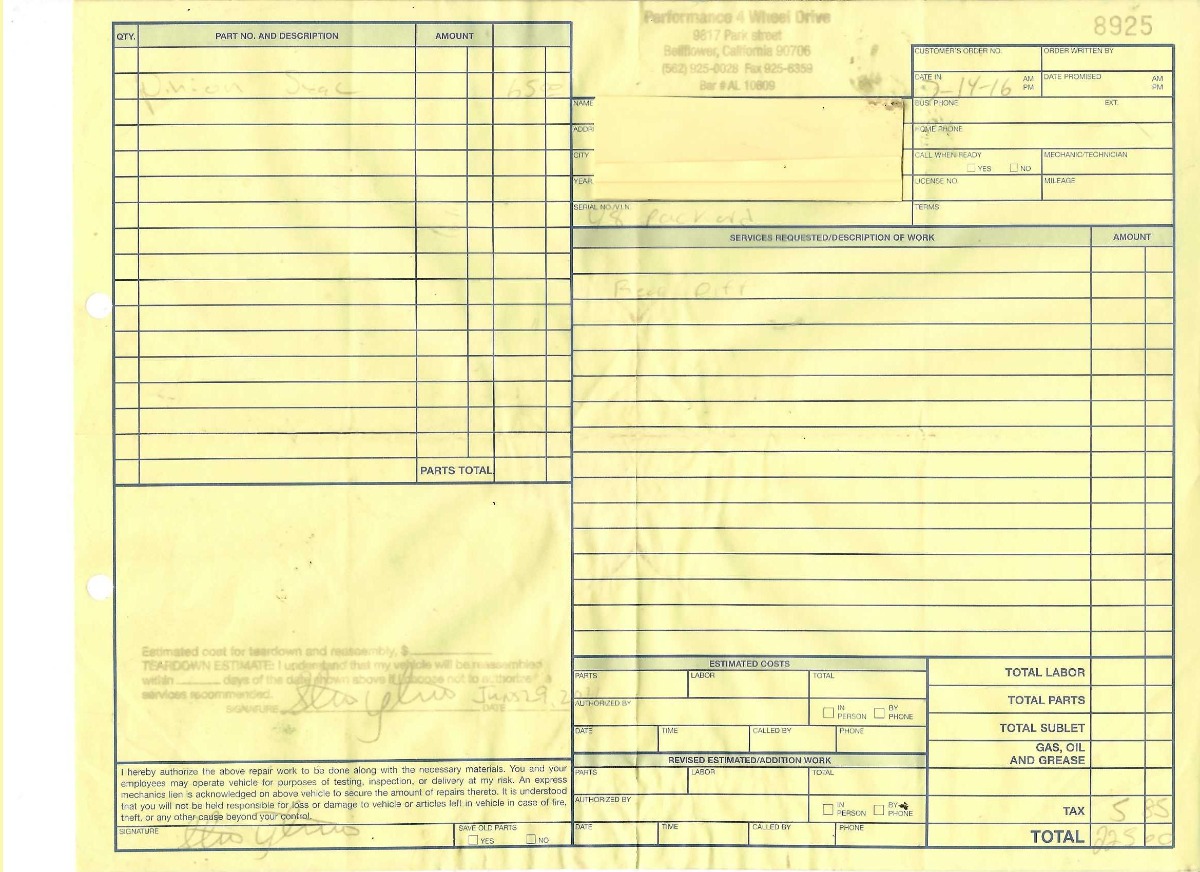 Performance 4 Wheel Drive
9817 Park street
Bellflower, California 90706
(562) 925-0028 Fax 925-6359
Bar # AL 10809
8925
QTY. PART NO. AND DESCRIPTION AMOUNT
Pinion 65
PARTS TOTAL
CUSTOMER'S ORDER NO. ORDER WRITTEN BY
DATE IN -14-16 AM PM DATE PROMISED AM PM
NAME BUS. PHONE EXT.
ADDR HOME PHONE
CITY CALL WHEN READY YES NO MECHANIC/TECHNICIAN
YEAR LICENSE NO. MILEAGE
SERIAL NO./V.I.N. 48 Packard TERMS
SERVICES REQUESTED/DESCRIPTION OF WORK AMOUNT
Diff
Estimated cost for teardown and reassembly, $
TEARDOWN ESTIMATE: I understand that my vehicle will be reassembled
within days of the date shown above if I choose not to authorize a
services recommended.
SIGNATURE DATE
I hereby authorize the above repair work to be done along with the necessary materials. You and your
employees may operate vehicle for purposes of testing, inspection, or delivery at my risk. An express
mechanics lien is acknowledged on above vehicle to secure the amount of repairs thereto. It is understood
that you will not be held responsible for loss or damage to vehicle or articles left in vehicle in case of fire,
theft, or any other cause beyond your control.
SIGNATURE SAVE OLD PARTS
YES NO
ESTIMATED COSTS
PARTS LABOR TOTAL
AUTHORIZED BY IN PERSON BY PHONE
DATE TIME CALLED BY PHONE
REVISED ESTIMATED/ADDITION WORK
PARTS LABOR TOTAL
AUTHORIZED BY IN PERSON BY PHONE
DATE TIME CALLED BY PHONE
TOTAL LABOR
TOTAL PARTS
TOTAL SUBLET
GAS, OIL
AND GREASE
TAX 5 85
TOTAL 225 00